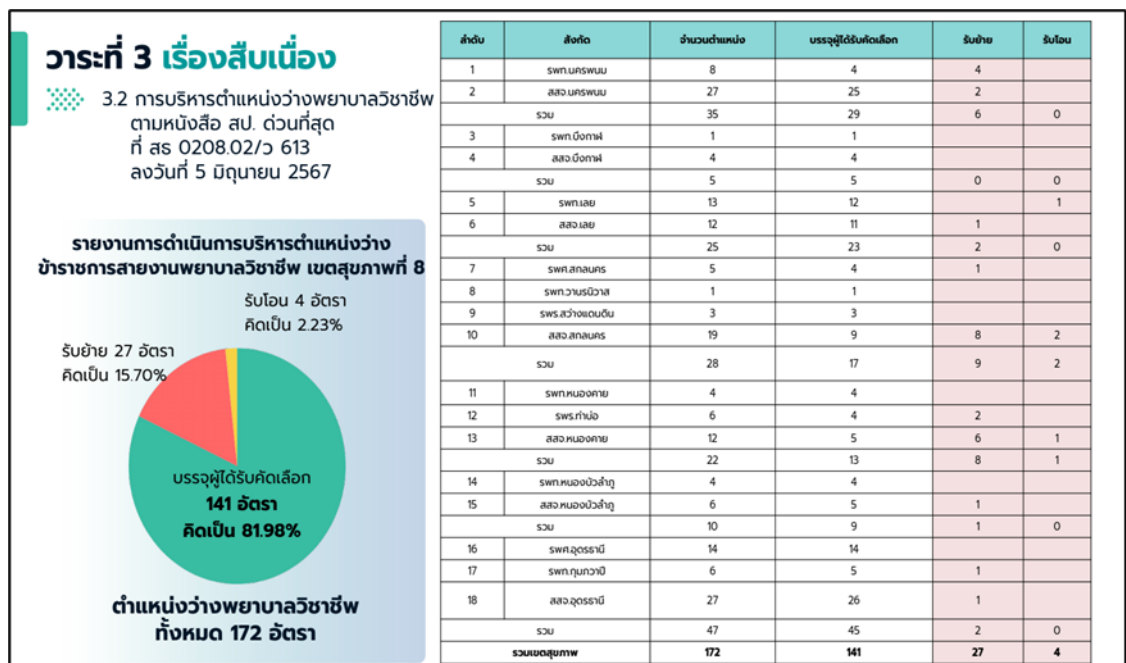 วาระที่ 3 เรื่องสืบเนื่อง
3.2 การบริหารตำแหน่งว่างพยาบาลวิชาชีพ
ตามหนังสือ สป. ด่วนที่สุด
ที่ สธ 0208.02/ว 613
ลงวันที่ 5 มิถุนายน 2567
รายงานการดำเนินการบริหารตำแหน่งว่าง
ข้าราชการสายงานพยาบาลวิชาชีพ เขตสุขภาพที่ 8
รับโอน 4 อัตรา
คิดเป็น 2.23%
รับย้าย 27 อัตรา
คิดเป็น 15.70%
บรรจุผู้ได้รับคัดเลือก
141 อัตรา
คิดเป็น 81.98%
ตำแหน่งว่างพยาบาลวิชาชีพ
ทั้งหมด 172 อัตรา
ลำดับ สังกัด จำนวนตำแหน่ง บรรจุผู้ได้รับคัดเลือก รับย้าย รับโอน
1 รพท.นครพนม 8 4 4
2 สสจ.นครพนม 27 25 2
รวม 35 29 6 0
3 รพท.บึงกาฬ 1 1
4 สสจ.บึงกาฬ 4 4
รวม 5 5 0 0
5 รพท.เลย 13 12 1
6 สสจ.เลย 12 11 1
รวม 25 23 2 0
7 รพศ.สกลนคร 5 4 1
8 รพท.วานรนิวาส 1 1
9 รพร.สว่างแดนดิน 3 3
10 สสจ.สกลนคร 19 9 8 2
รวม 28 17 9 2
11 รพท.หนองคาย 4 4
12 รพร.ท่าบ่อ 6 4 2
13 สสจ.หนองคาย 12 5 6 1
รวม 22 13 8 1
14 รพท.หนองบัวลำภู 4 4
15 สสจ.หนองบัวลำภู 6 5 1
รวม 10 9 1 0
16 รพศ.อุดรธานี 14 14
17 รพท.กุมภวาปี 6 5 1
18 สสจ.อุดรธานี 27 26 1
รวม 47 45 2 0
รวมเขตสุขภาพ 172 141 27 4